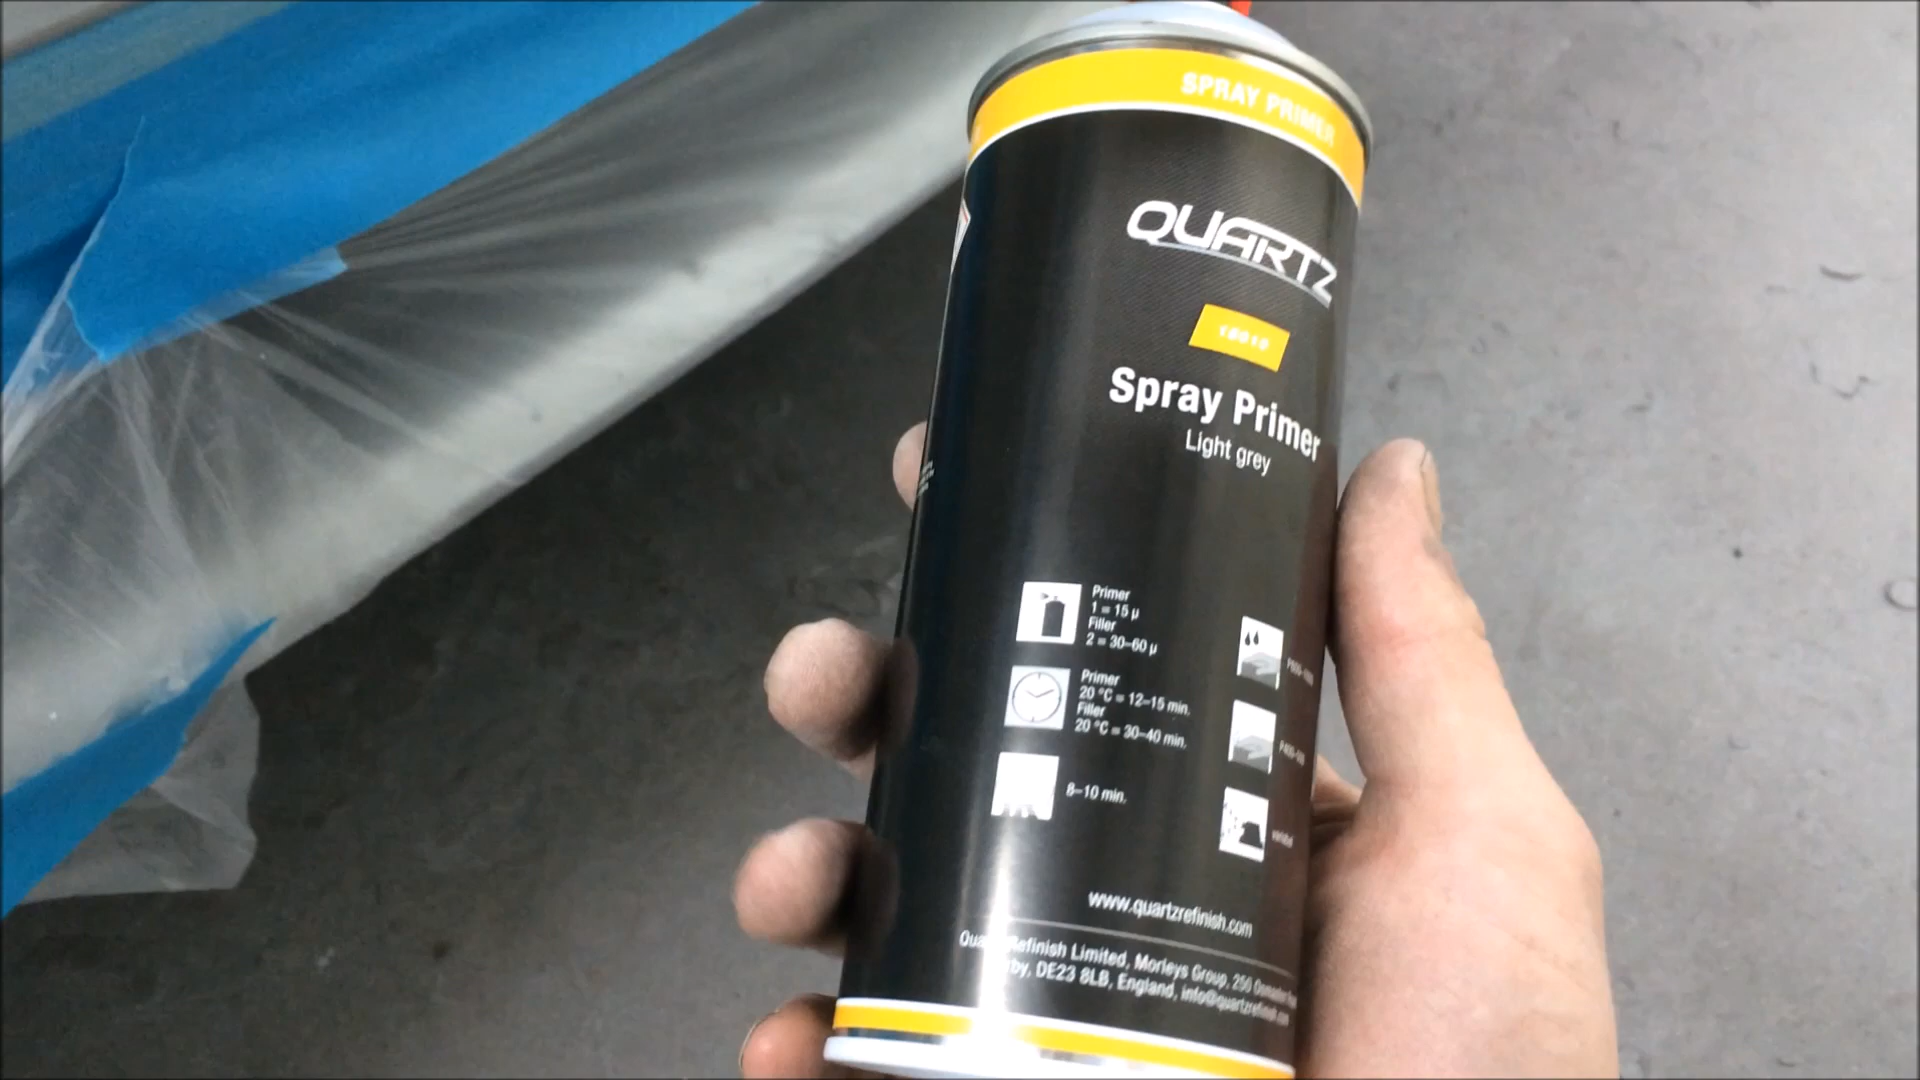 SPRAY PRIMER
QUARTZ
Spray Primer
Light grey
Primer
1 = 15 µ
Filler
2 = 30–60 µ
Primer
20 °C = 12–15 min.
Filler
20 °C = 30–40 min.
8–10 min.
www.quartzrefinish.com
Limited, Morleys Group, 250
DE23 8LB, England, info@quartzrefinish.com